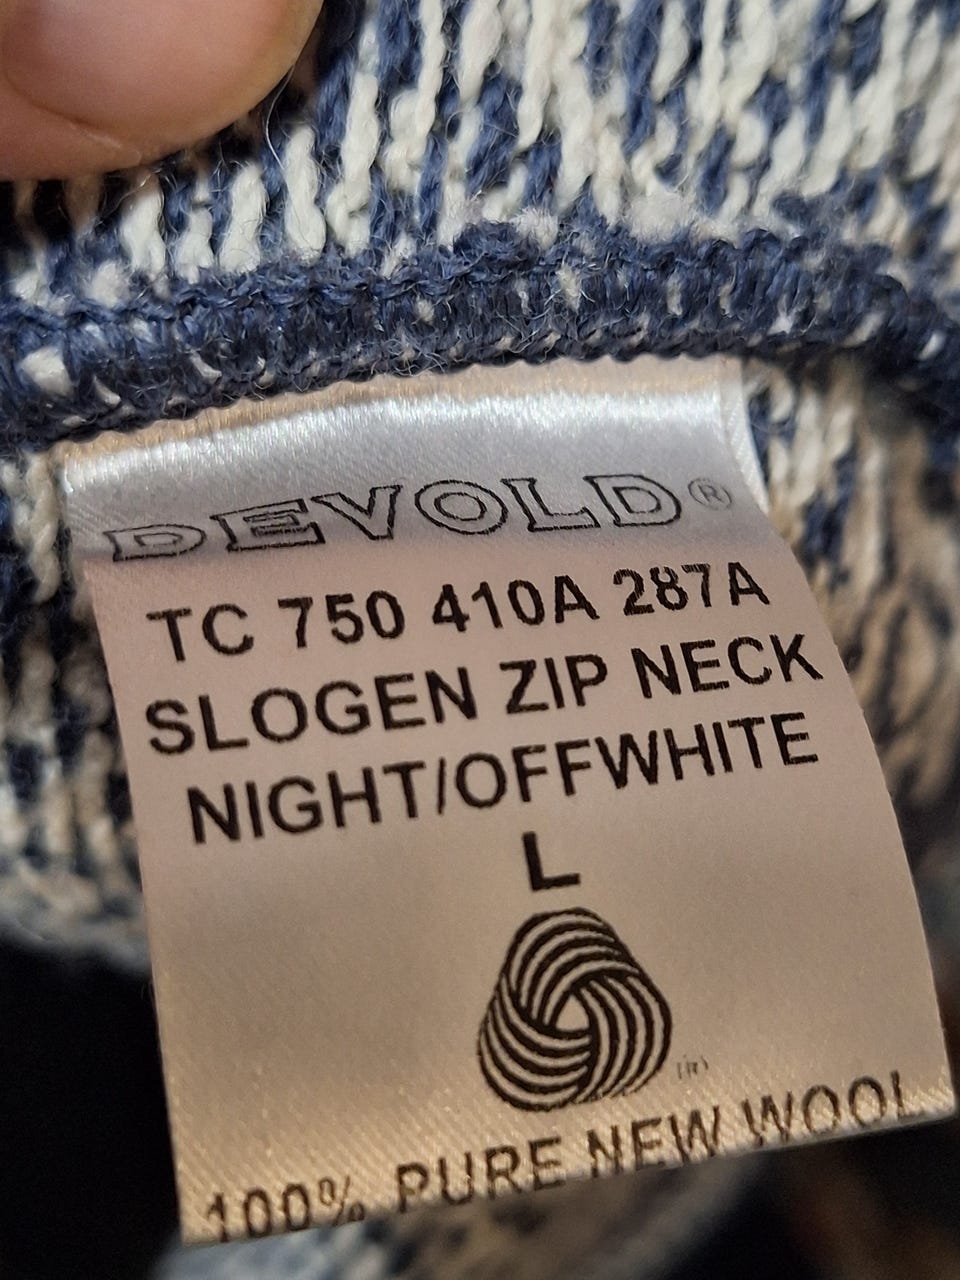 DEVOLD®
TC 750 410A 287A
SLOGEN ZIP NECK
NIGHT/OFFWHITE
L
(R)
100% PURE NEW WOOL